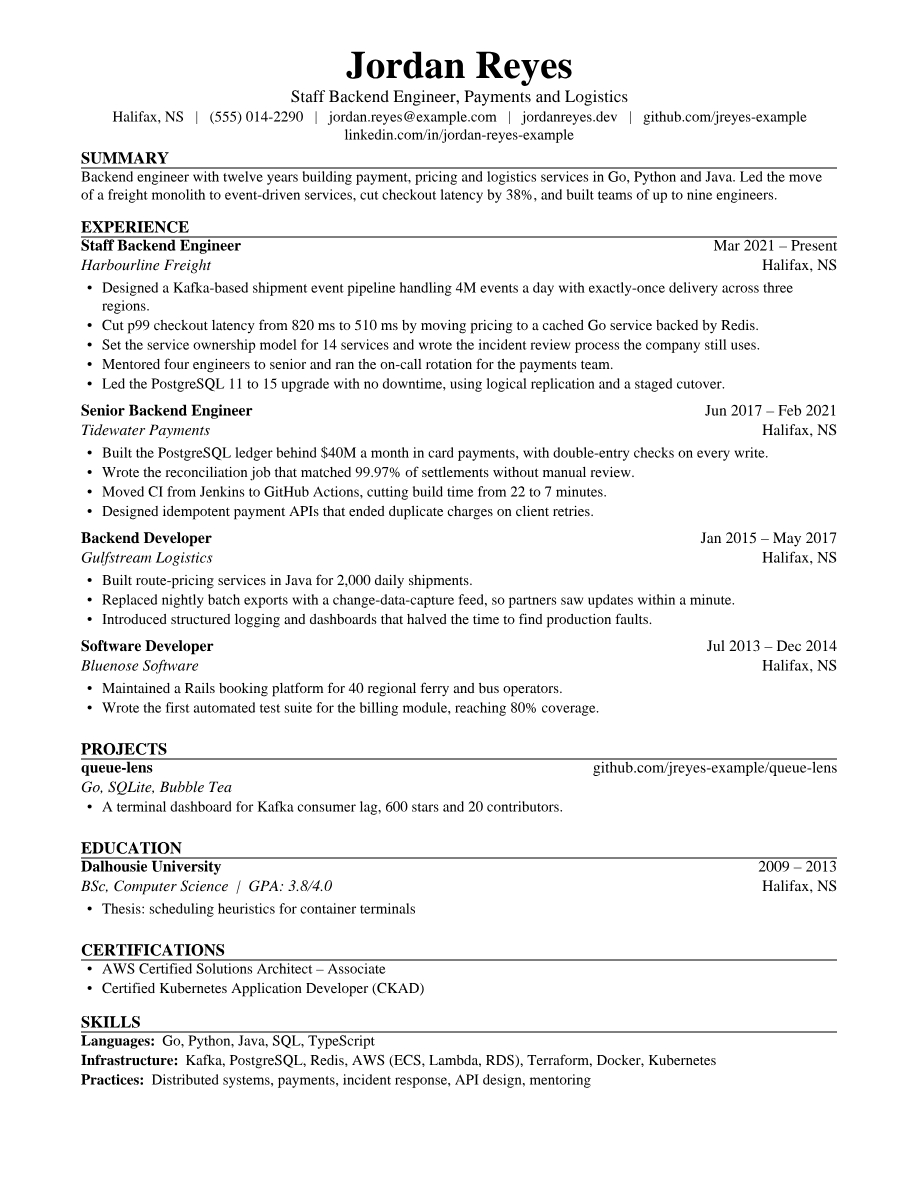 Jordan Reyes
Staff Backend Engineer, Payments and Logistics
Halifax, NS | (555) 014-2290 | jordan.reyes@example.com | jordanreyes.dev | github.com/jreyes-example
linkedin.com/in/jordan-reyes-example
SUMMARY
Backend engineer with twelve years building payment, pricing and logistics services in Go, Python and Java. Led the move
of a freight monolith to event-driven services, cut checkout latency by 38%, and built teams of up to nine engineers.
EXPERIENCE
Staff Backend Engineer Mar 2021 – Present
Harbourline Freight Halifax, NS
• Designed a Kafka-based shipment event pipeline handling 4M events a day with exactly-once delivery across three
regions.
• Cut p99 checkout latency from 820 ms to 510 ms by moving pricing to a cached Go service backed by Redis.
• Set the service ownership model for 14 services and wrote the incident review process the company still uses.
• Mentored four engineers to senior and ran the on-call rotation for the payments team.
• Led the PostgreSQL 11 to 15 upgrade with no downtime, using logical replication and a staged cutover.
Senior Backend Engineer Jun 2017 – Feb 2021
Tidewater Payments Halifax, NS
• Built the PostgreSQL ledger behind $40M a month in card payments, with double-entry checks on every write.
• Wrote the reconciliation job that matched 99.97% of settlements without manual review.
• Moved CI from Jenkins to GitHub Actions, cutting build time from 22 to 7 minutes.
• Designed idempotent payment APIs that ended duplicate charges on client retries.
Backend Developer Jan 2015 – May 2017
Gulfstream Logistics Halifax, NS
• Built route-pricing services in Java for 2,000 daily shipments.
• Replaced nightly batch exports with a change-data-capture feed, so partners saw updates within a minute.
• Introduced structured logging and dashboards that halved the time to find production faults.
Software Developer Jul 2013 – Dec 2014
Bluenose Software Halifax, NS
• Maintained a Rails booking platform for 40 regional ferry and bus operators.
• Wrote the first automated test suite for the billing module, reaching 80% coverage.
PROJECTS
queue-lens github.com/jreyes-example/queue-lens
Go, SQLite, Bubble Tea
• A terminal dashboard for Kafka consumer lag, 600 stars and 20 contributors.
EDUCATION
Dalhousie University 2009 – 2013
BSc, Computer Science | GPA: 3.8/4.0 Halifax, NS
• Thesis: scheduling heuristics for container terminals
CERTIFICATIONS
• AWS Certified Solutions Architect – Associate
• Certified Kubernetes Application Developer (CKAD)
SKILLS
Languages: Go, Python, Java, SQL, TypeScript
Infrastructure: Kafka, PostgreSQL, Redis, AWS (ECS, Lambda, RDS), Terraform, Docker, Kubernetes
Practices: Distributed systems, payments, incident response, API design, mentoring